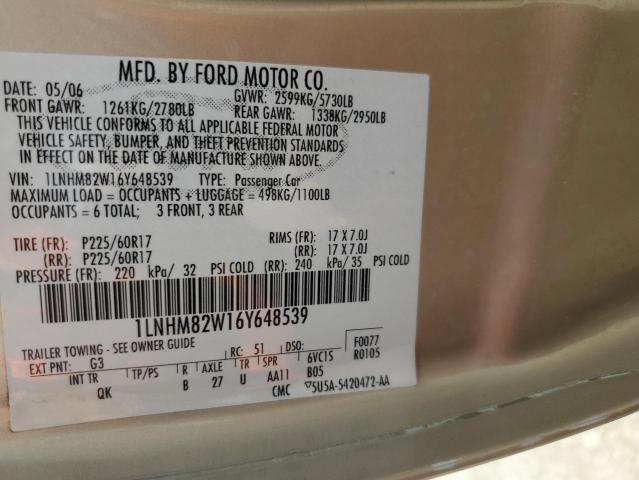 MFD. BY FORD MOTOR CO.
DATE: 05/06 GVWR: 2599KG/5730LB
FRONT GAWR: 1261KG/2780LB REAR GAWR: 1338KG/2950LB
THIS VEHICLE CONFORMS TO ALL APPLICABLE FEDERAL MOTOR
VEHICLE SAFETY, BUMPER, AND THEFT PREVENTION STANDARDS
IN EFFECT ON THE DATE OF MANUFACTURE SHOWN ABOVE.
VIN: 1LNHM82W16Y648539 TYPE: Passenger Car
MAXIMUM LOAD = OCCUPANTS + LUGGAGE = 498KG/1100LB
OCCUPANTS = 6 TOTAL; 3 FRONT, 3 REAR
TIRE (FR): P225/60R17 RIMS (FR): 17 X 7.0J
(RR): P225/60R17 (RR): 17 X 7.0J
PRESSURE (FR): 220 kPa/ 32 PSI COLD (RR): 240 kPa/ 35 PSI COLD
1LNHM82W16Y648539
TRAILER TOWING - SEE OWNER GUIDE
F0077
R0105
EXT PNT: G3 RC: 51 DSO:
INT TR TP/PS R AXLE TR SPR 6VC15
QK B 27 U AA11 B05
CMC ▽5U5A-5420472-AA